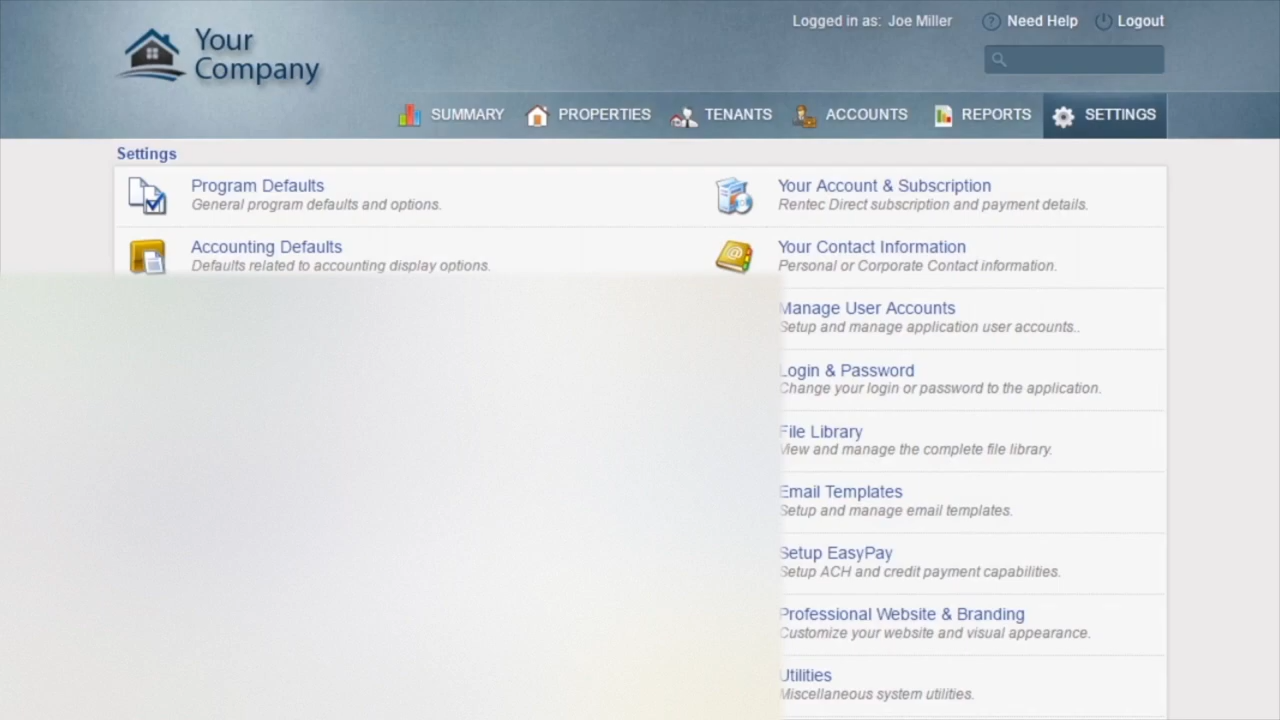 Your
Company
Logged in as: Joe Miller
Need Help
Logout
SUMMARY
PROPERTIES
TENANTS
ACCOUNTS
REPORTS
SETTINGS
Settings
Program Defaults
General program defaults and options.
Your Account & Subscription
Rentec Direct subscription and payment details.
Accounting Defaults
Defaults related to accounting display options.
Your Contact Information
Personal or Corporate Contact information.
Manage User Accounts
Setup and manage application user accounts..
Login & Password
Change your login or password to the application.
File Library
View and manage the complete file library.
Email Templates
Setup and manage email templates.
Setup EasyPay
Setup ACH and credit payment capabilities.
Professional Website & Branding
Customize your website and visual appearance.
Utilities
Miscellaneous system utilities.